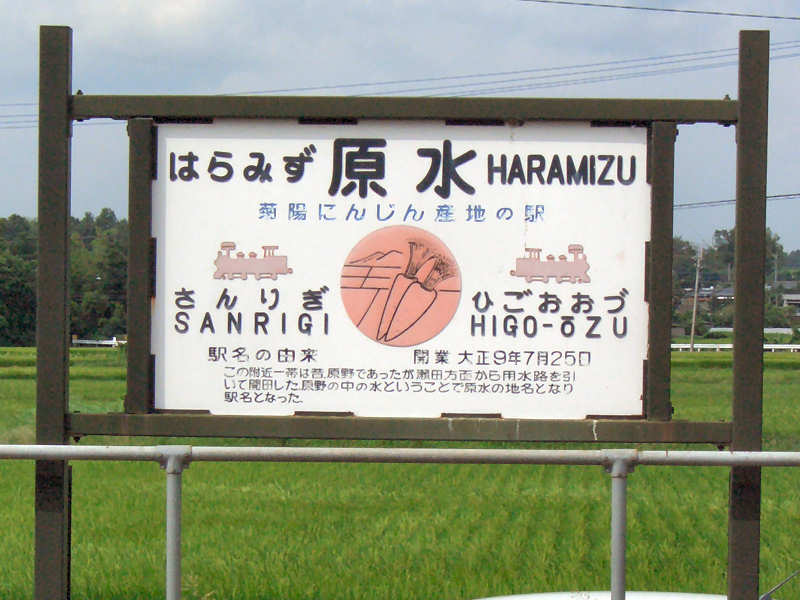 はらみず 原水 HARAMIZU
菊陽にんじん産地の駅
さんりぎ ひごおおづ
SANRIGI HIGO-ŌZU
駅名の由来 開業 大正9年7月25日
この附近一帯は昔、原野であったが瀬田方面から用水路を引
いて開田した。原野の中の水ということで原水の地名となり
駅名となった。